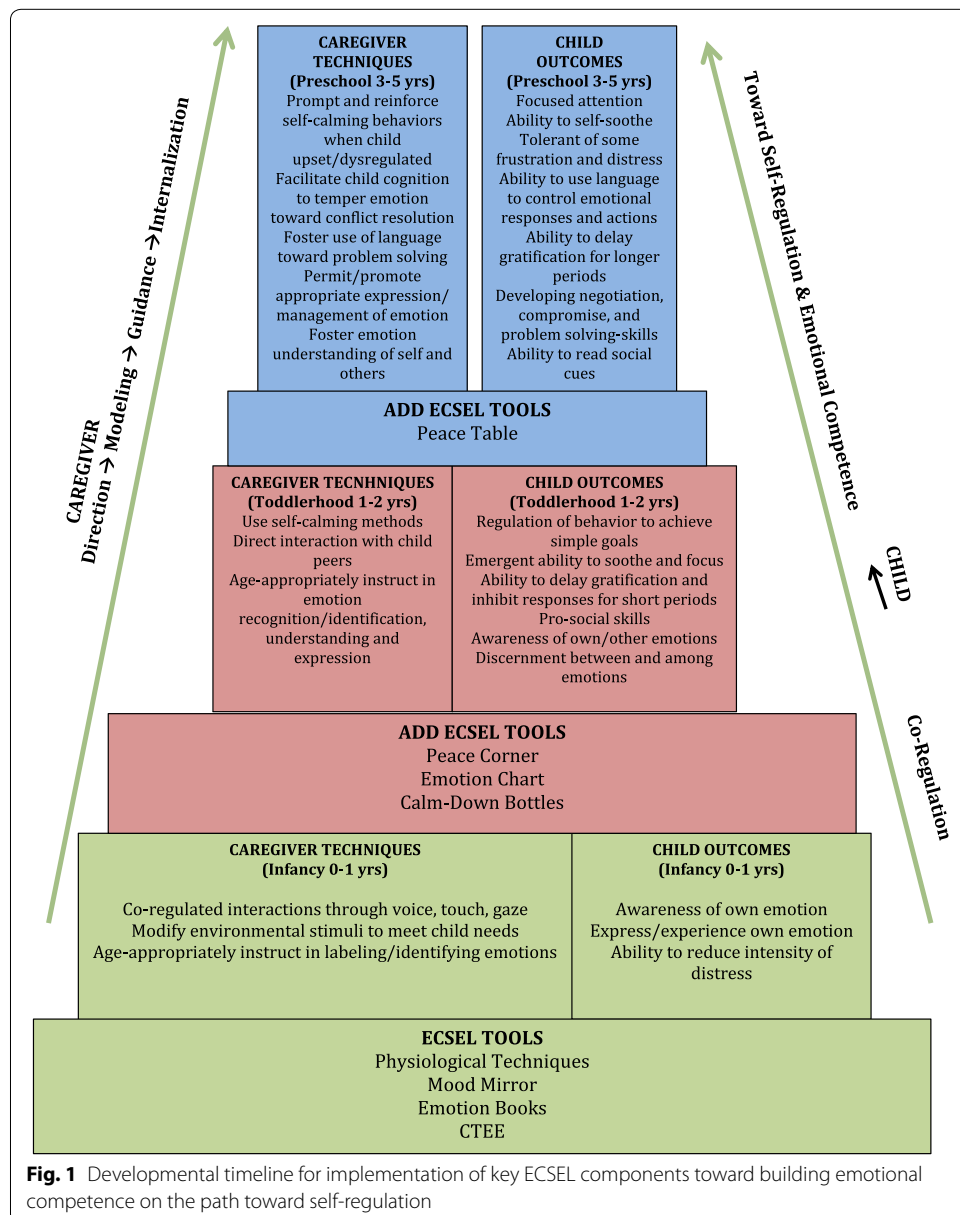 CAREGIVER
TECHNIQUES
(Preschool 3-5 yrs)
Prompt and reinforce
self-calming behaviors
when child
upset/dysregulated
Facilitate child cognition
to temper emotion
toward conflict resolution
Foster use of language
toward problem solving
Permit/promote
appropriate expression/
management of emotion
Foster emotion
understanding of self and
others
CHILD
OUTCOMES
(Preschool 3-5 yrs)
Focused attention
Ability to self-soothe
Tolerant of some
frustration and distress
Ability to use language
to control emotional
responses and actions
Ability to delay
gratification for longer
periods
Developing negotiation,
compromise, and
problem solving-skills
Ability to read social
cues
ADD ECSEL TOOLS
Peace Table
CAREGIVER TECNHNIQUES
(Toddlerhood 1-2 yrs)
Use self-calming methods
Direct interaction with child
peers
Age-appropriately instruct in
emotion
recognition/identification,
understanding and
expression
CHILD OUTCOMES
(Toddlerhood 1-2 yrs)
Regulation of behavior to achieve
simple goals
Emergent ability to soothe and focus
Ability to delay gratification and
inhibit responses for short periods
Pro-social skills
Awareness of own/other emotions
Discernment between and among
emotions
ADD ECSEL TOOLS
Peace Corner
Emotion Chart
Calm-Down Bottles
CAREGIVER TECHNIQUES
(Infancy 0-1 yrs)
Co-regulated interactions through voice, touch, gaze
Modify environmental stimuli to meet child needs
Age-appropriately instruct in labeling/identifying emotions
CHILD OUTCOMES
(Infancy 0-1 yrs)
Awareness of own emotion
Express/experience own emotion
Ability to reduce intensity of
distress
ECSEL TOOLS
Physiological Techniques
Mood Mirror
Emotion Books
CTEE
CAREGIVER
Direction → Modeling → Guidance → Internalization
Toward Self-Regulation & Emotional Competence
CHILD
Co-Regulation
Fig. 1 Developmental timeline for implementation of key ECSEL components toward building emotional
competence on the path toward self-regulation